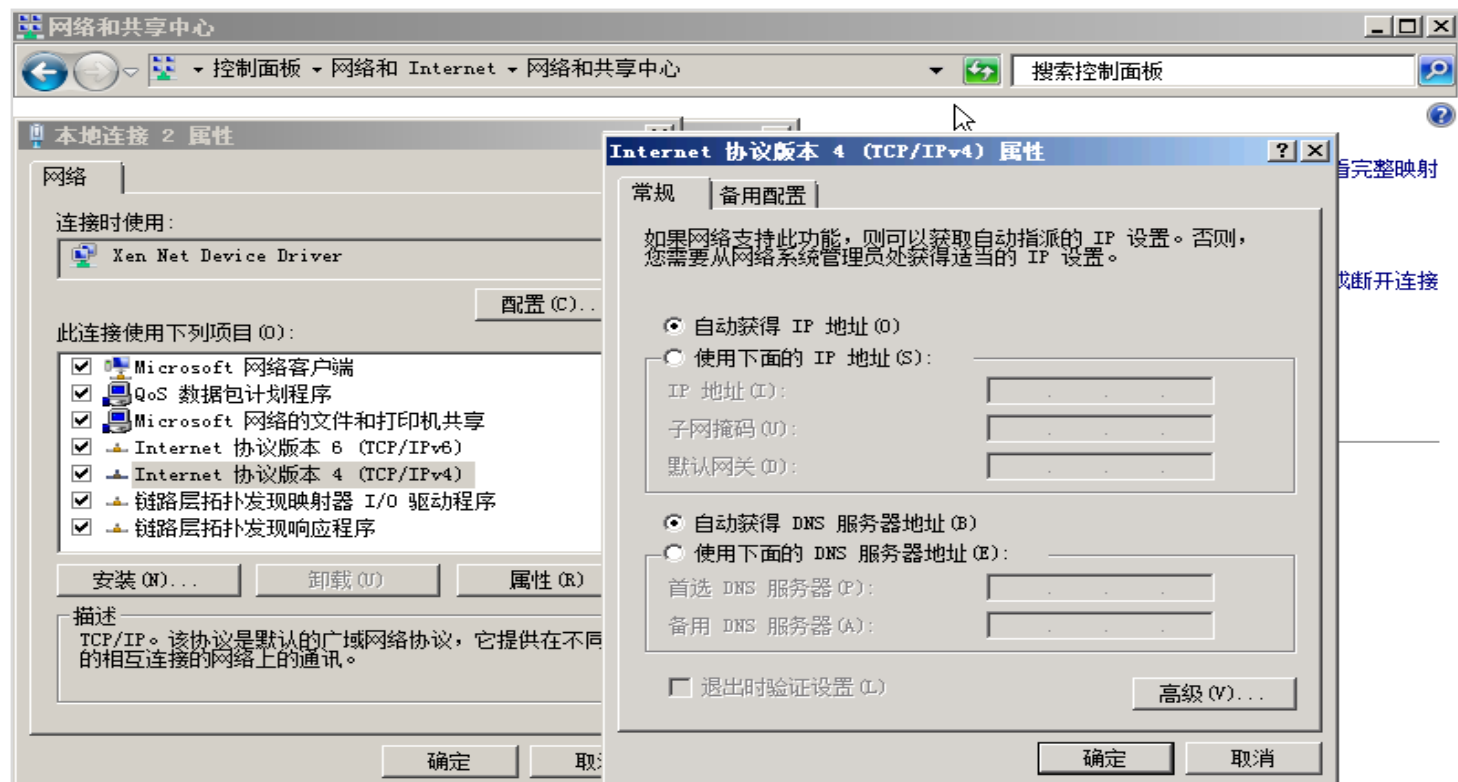 网络和共享中心
控制面板 网络和 Internet 网络和共享中心
搜索控制面板
本地连接 2 属性
网络
连接时使用:
Xen Net Device Driver
配置(C)..
此连接使用下列项目(O):
Microsoft 网络客户端
QoS 数据包计划程序
Microsoft 网络的文件和打印机共享
Internet 协议版本 6 (TCP/IPv6)
Internet 协议版本 4 (TCP/IPv4)
链路层拓扑发现映射器 I/O 驱动程序
链路层拓扑发现响应程序
安装(N)... 卸载(U) 属性(R)
描述
TCP/IP。该协议是默认的广域网络协议,它提供在不同
的相互连接的网络上的通讯。
确定
Internet 协议版本 4 (TCP/IPv4) 属性
常规 备用配置
如果网络支持此功能,则可以获取自动指派的 IP 设置。否则,
您需要从网络系统管理员处获得适当的 IP 设置。
自动获得 IP 地址(O)
使用下面的 IP 地址(S):
IP 地址(I):
子网掩码(U):
默认网关(D):
自动获得 DNS 服务器地址(B)
使用下面的 DNS 服务器地址(E):
首选 DNS 服务器(P):
备用 DNS 服务器(A):
退出时验证设置(L)
高级(V)...
确定 取消
完整映射
断开连接